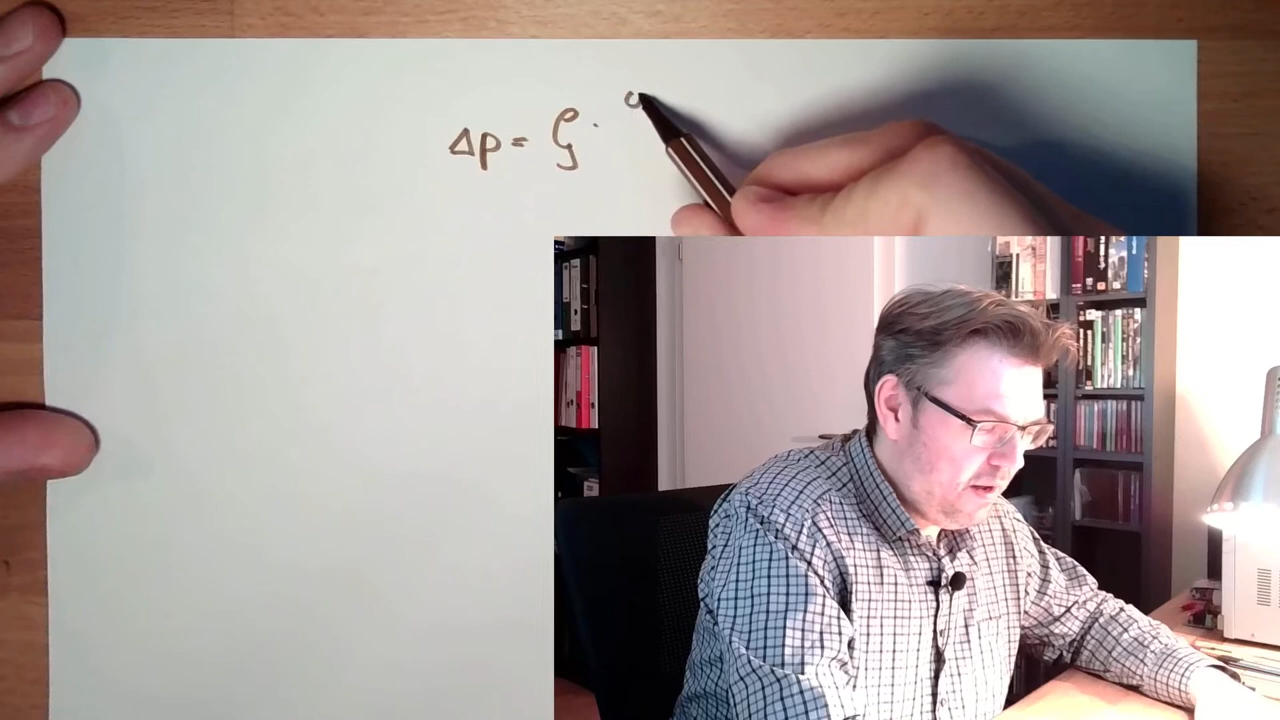 Δp = ζ ·